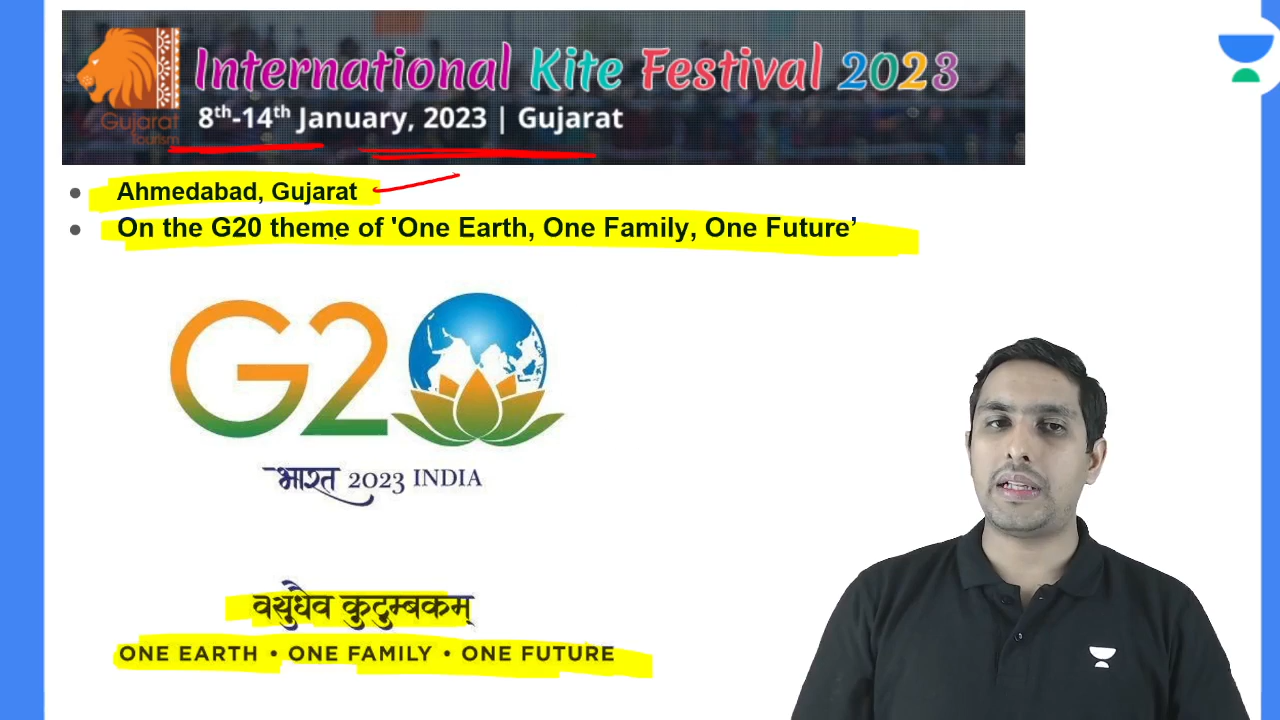 International Kite Festival 2023
8th-14th January, 2023 | Gujarat
Gujarat
Tourism
Ahmedabad, Gujarat
On the G20 theme of 'One Earth, One Family, One Future’
G20
भारत 2023 INDIA
वसुधैव कुटुम्बकम्
ONE EARTH • ONE FAMILY • ONE FUTURE